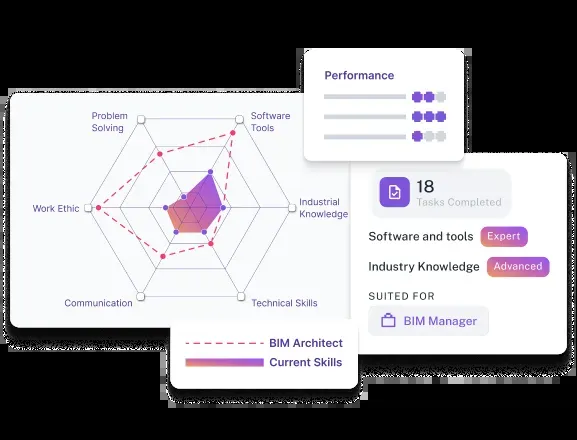 Performance
Problem
Solving
Software
Tools
Work Ethic
Industrial
Knowledge
Communication
Technical Skills
18
Tasks Completed
Software and tools Expert
Industry Knowledge Advanced
SUITED FOR
BIM Manager
BIM Architect
Current Skills